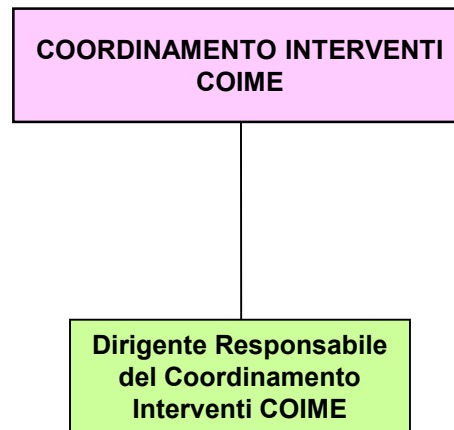 COORDINAMENTO INTERVENTI
COIME
Dirigente Responsabile
del Coordinamento
Interventi COIME